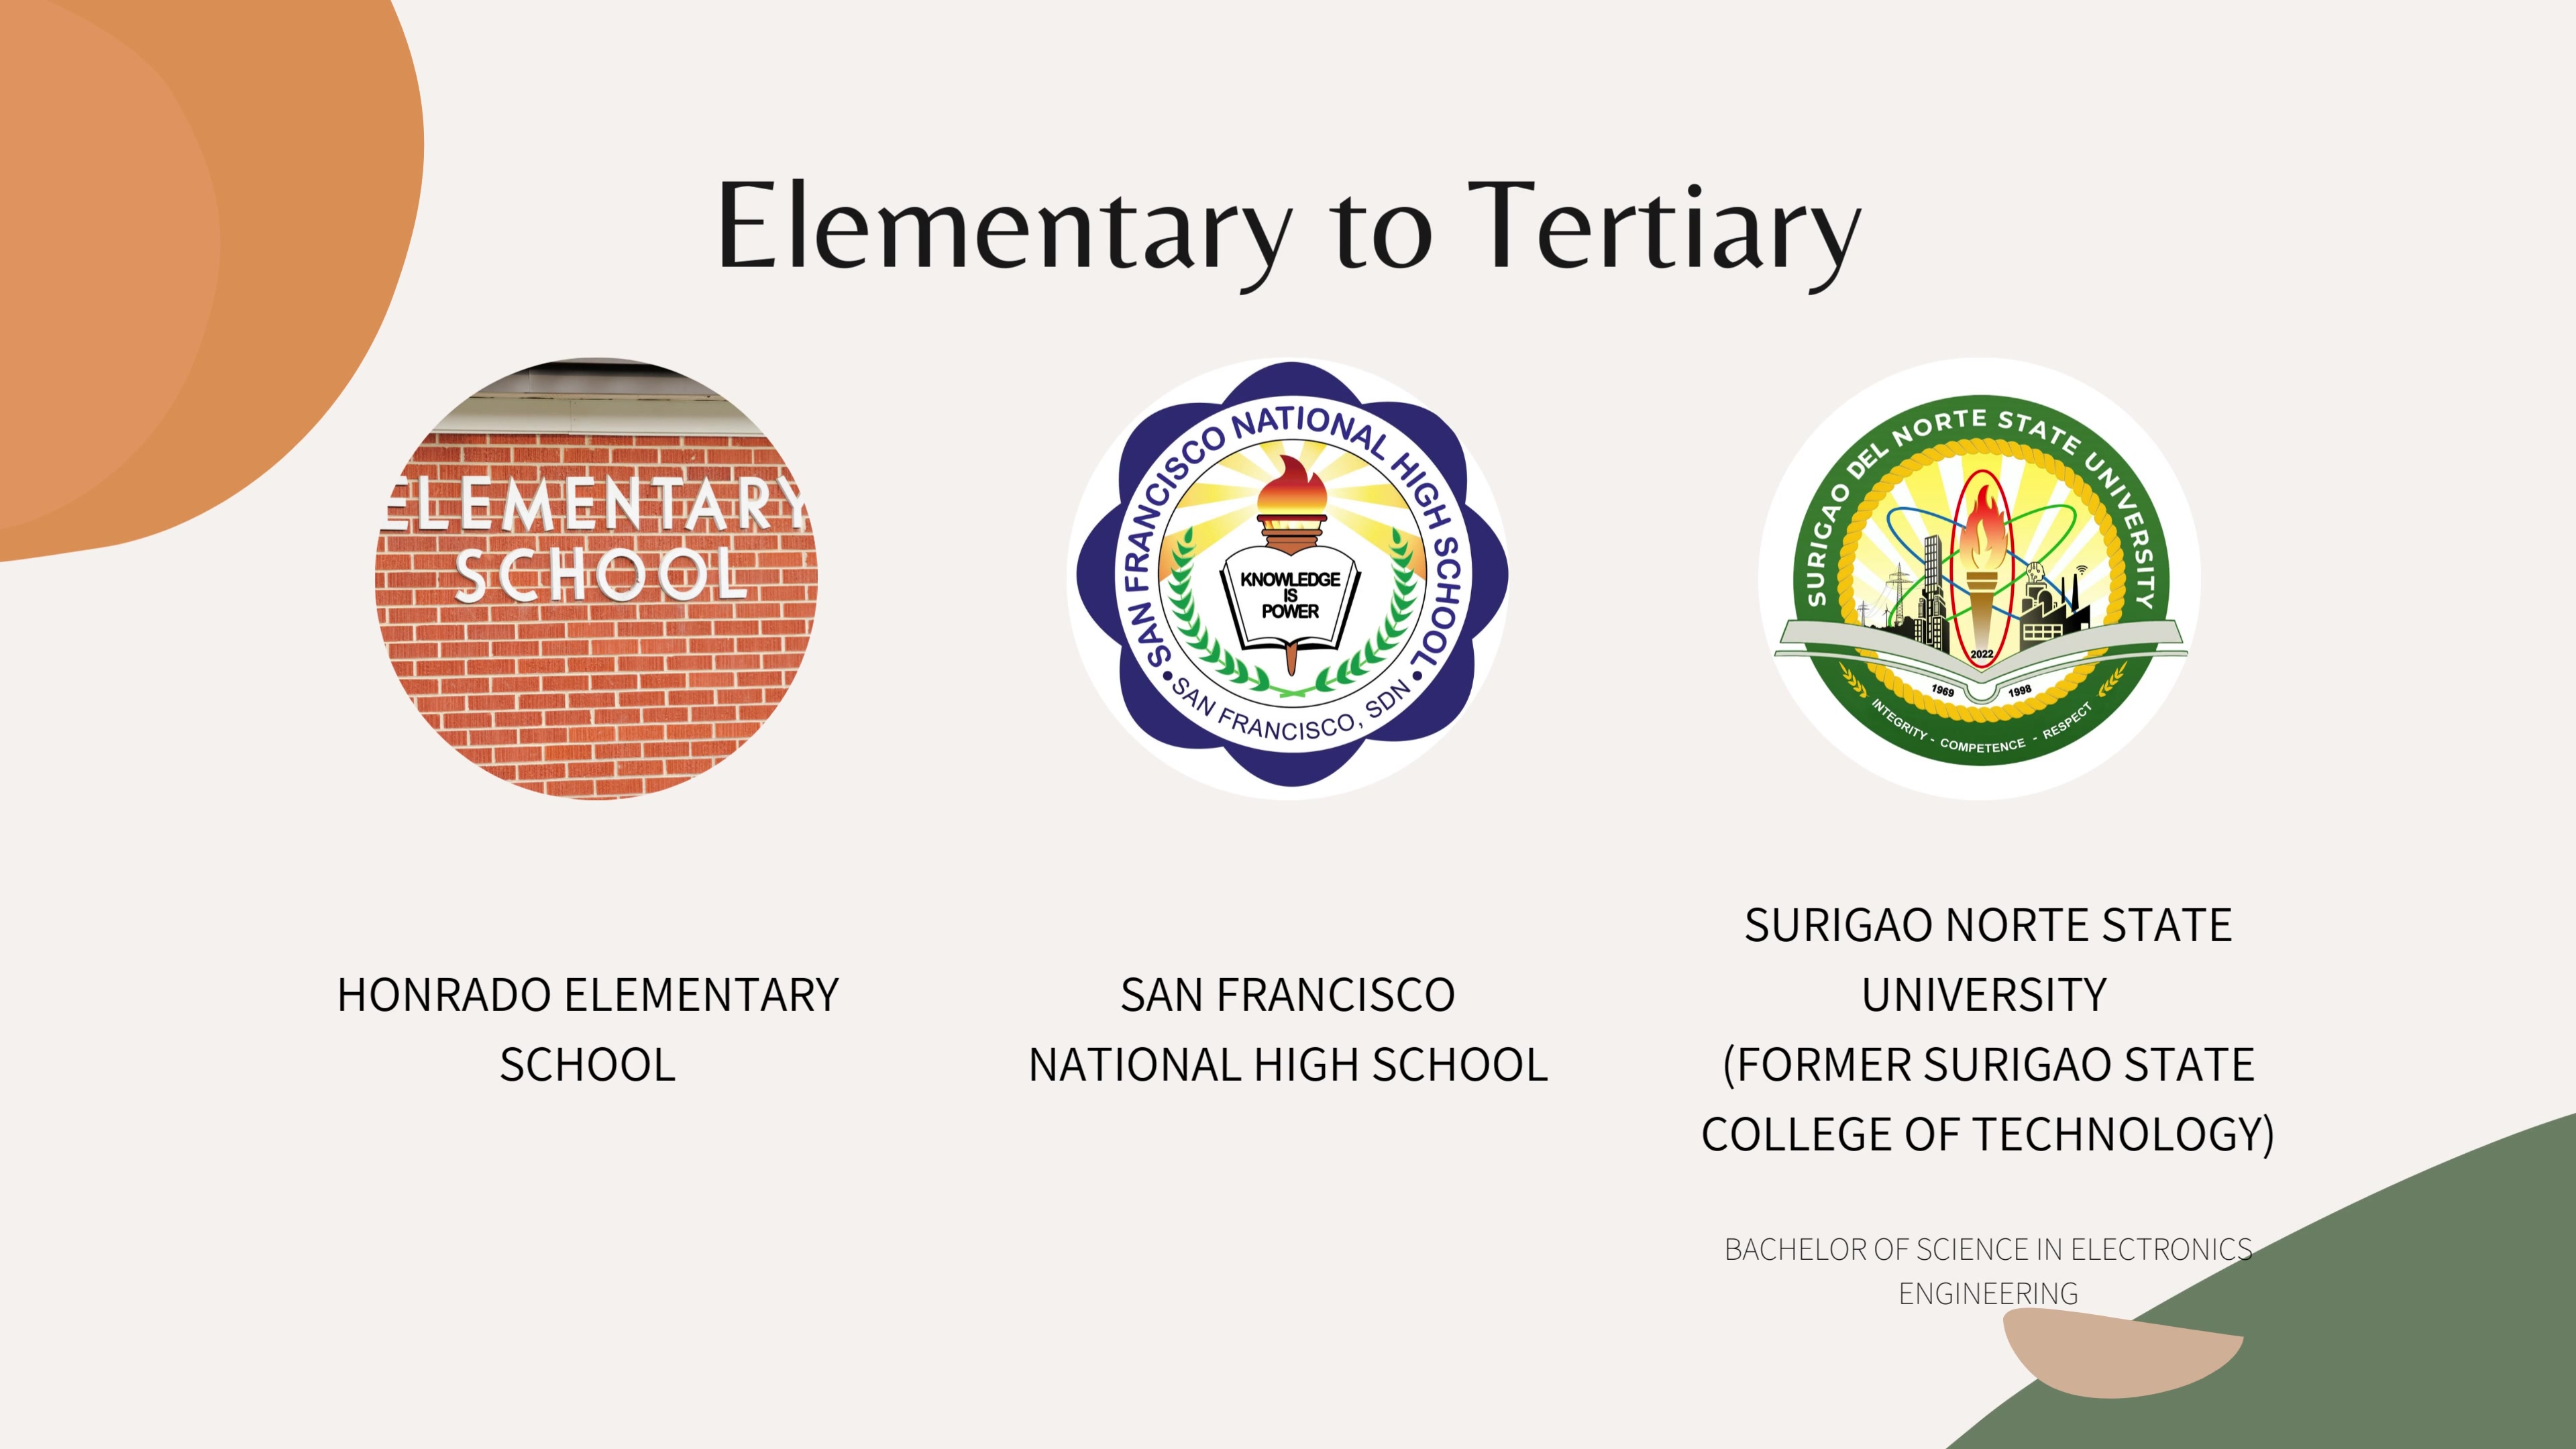 Elementary to Tertiary
ELEMENTARY
SCHOOL
SAN FRANCISCO NATIONAL HIGH SCHOOL
KNOWLEDGE
IS
POWER
SAN FRANCISCO, SDN
SURIGAO DEL NORTE STATE UNIVERSITY
2022
1969
1998
INTEGRITY - COMPETENCE - RESPECT
HONRADO ELEMENTARY
SCHOOL
SAN FRANCISCO
NATIONAL HIGH SCHOOL
SURIGAO NORTE STATE
UNIVERSITY
(FORMER SURIGAO STATE
COLLEGE OF TECHNOLOGY)
BACHELOR OF SCIENCE IN ELECTRONICS
ENGINEERING